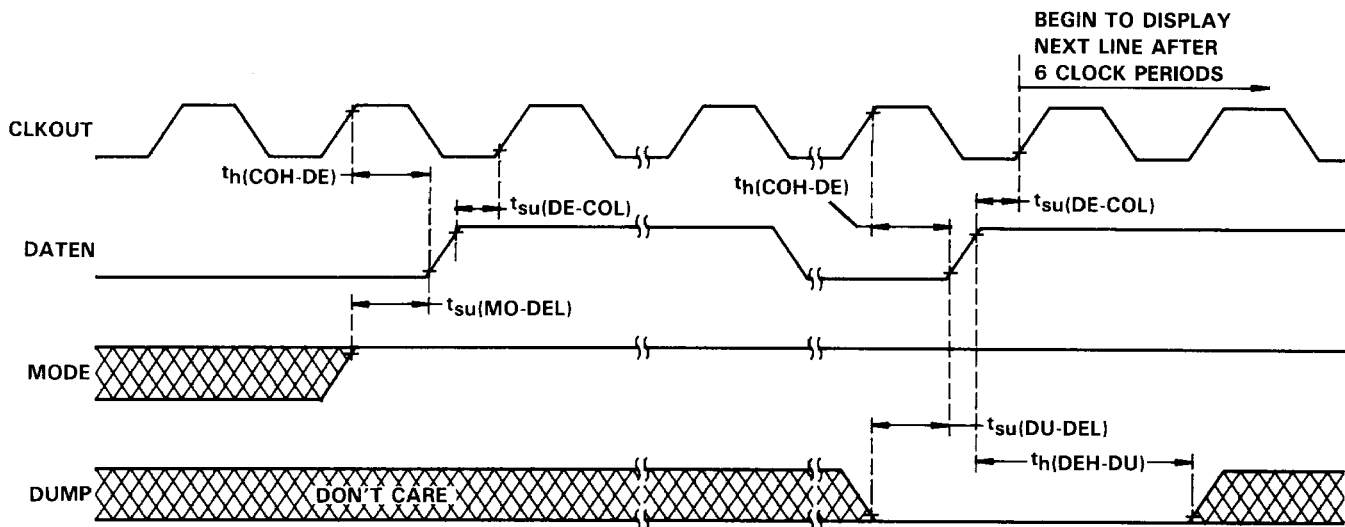 BEGIN TO DISPLAY
NEXT LINE AFTER
6 CLOCK PERIODS
CLKOUT
th(COH-DE)
th(COH-DE)
tsu(DE-COL)
tsu(DE-COL)
DATEN
tsu(MO-DEL)
MODE
tsu(DU-DEL)
th(DEH-DU)
DUMP
DON'T CARE